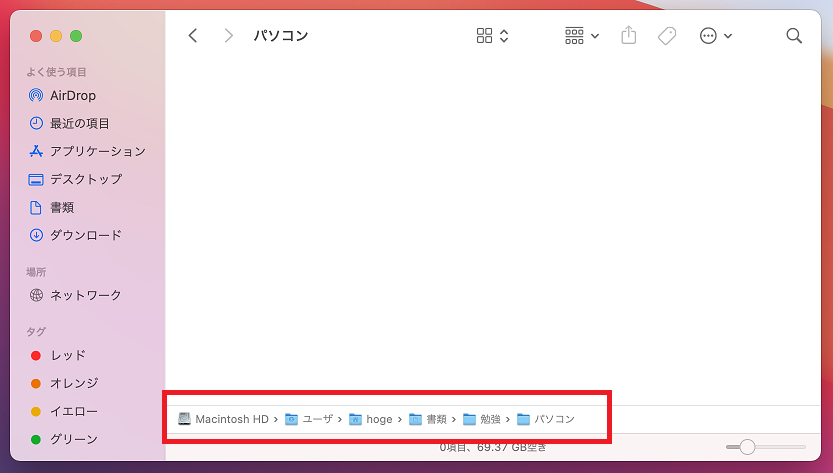 パソコン
よく使う項目
AirDrop
最近の項目
アプリケーション
デスクトップ
書類
ダウンロード
場所
ネットワーク
タグ
レッド
オレンジ
イエロー
グリーン
Macintosh HD › ユーザ › hoge › 書類 › 勉強 › パソコン
0項目、69.37 GB空き